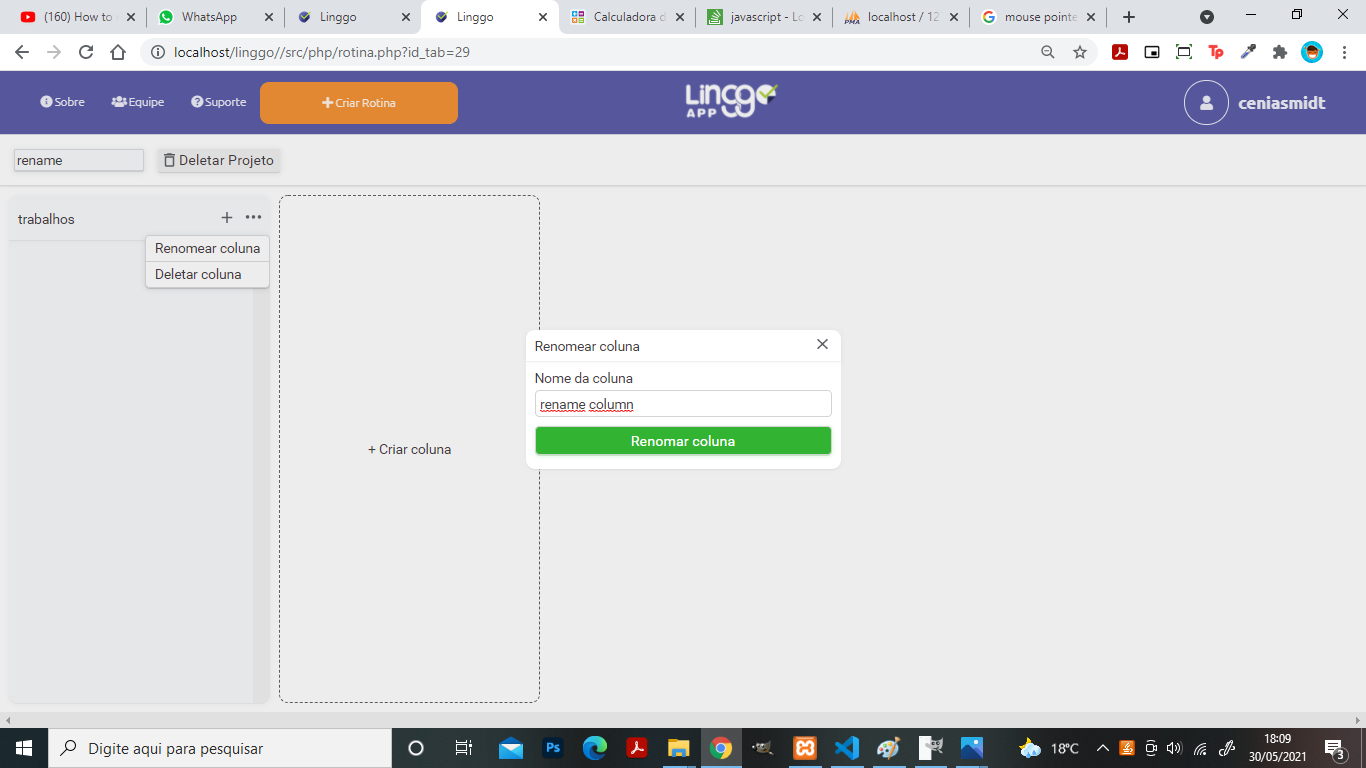 (160) How to
WhatsApp
Linggo
Linggo
Calculadora d
javascript - Lo
localhost / 12
mouse pointe
localhost/linggo//src/php/rotina.php?id_tab=29
Sobre
Equipe
Suporte
+ Criar Rotina
Lincgo
APP
ceniasmidt
rename
Deletar Projeto
trabalhos
Renomear coluna
Deletar coluna
+ Criar coluna
Renomear coluna
Nome da coluna
rename column
Renomar coluna
Digite aqui para pesquisar
Ps
18°C
18:09
30/05/2021
3